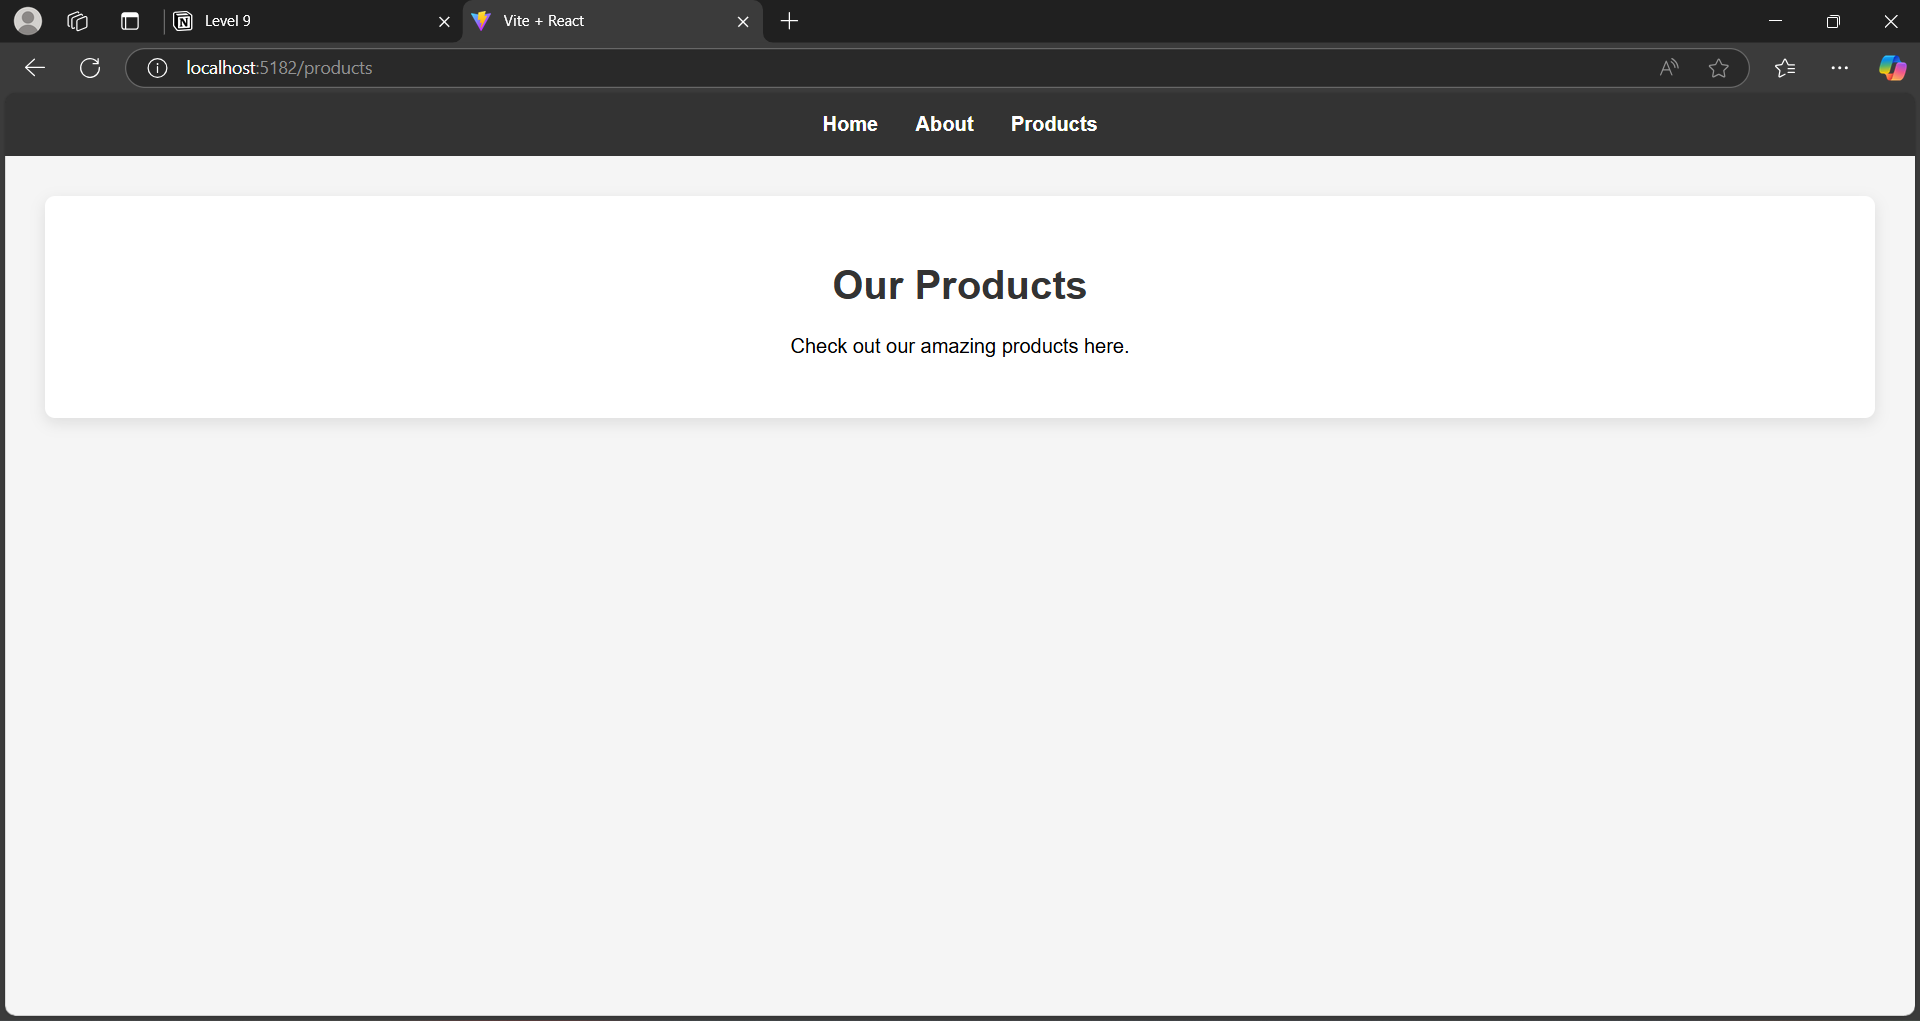 Level 9
Vite + React
localhost:5182/products
Home About Products
Our Products
Check out our amazing products here.